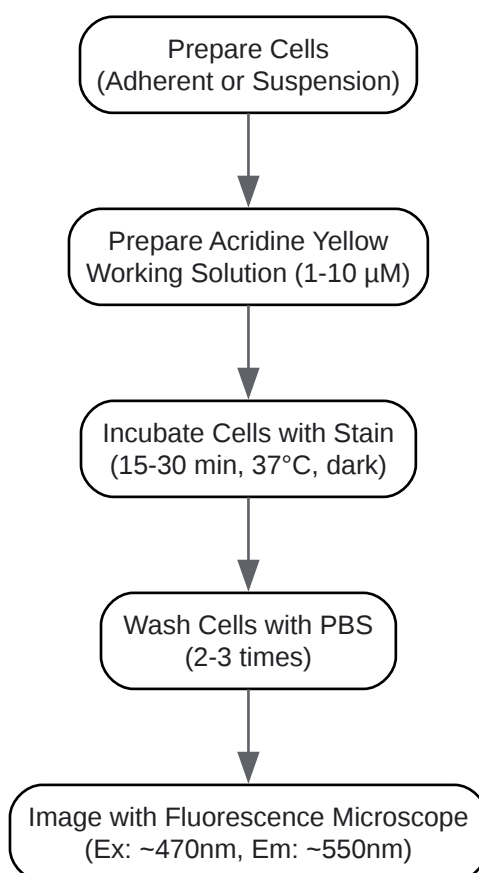 Prepare Cells
(Adherent or Suspension)
Prepare Acridine Yellow
Working Solution (1-10 µM)
Incubate Cells with Stain
(15-30 min, 37°C, dark)
Wash Cells with PBS
(2-3 times)
Image with Fluorescence Microscope
(Ex: ~470nm, Em: ~550nm)